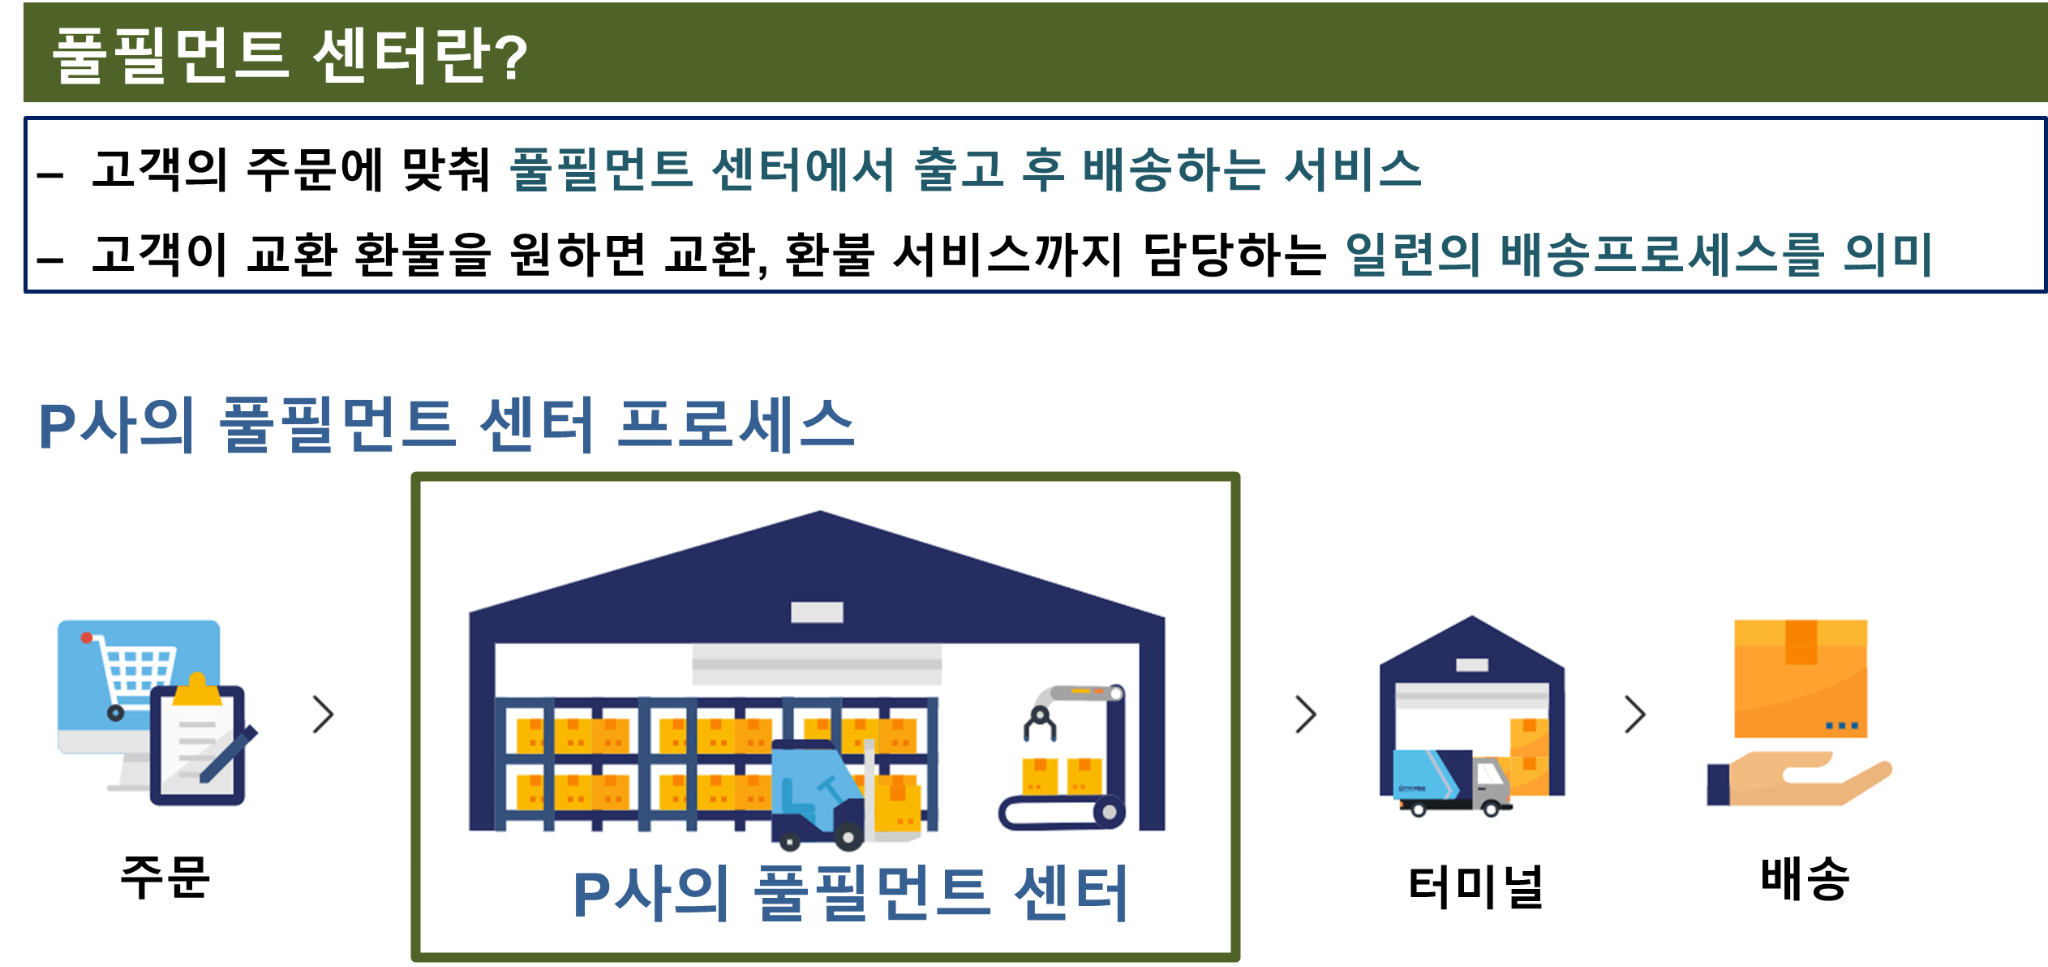 풀필먼트 센터란?
– 고객의 주문에 맞춰 풀필먼트 센터에서 출고 후 배송하는 서비스
– 고객이 교환 환불을 원하면 교환, 환불 서비스까지 담당하는 일련의 배송프로세스를 의미
P사의 풀필먼트 센터 프로세스
주문
P사의 풀필먼트 센터
터미널
배송